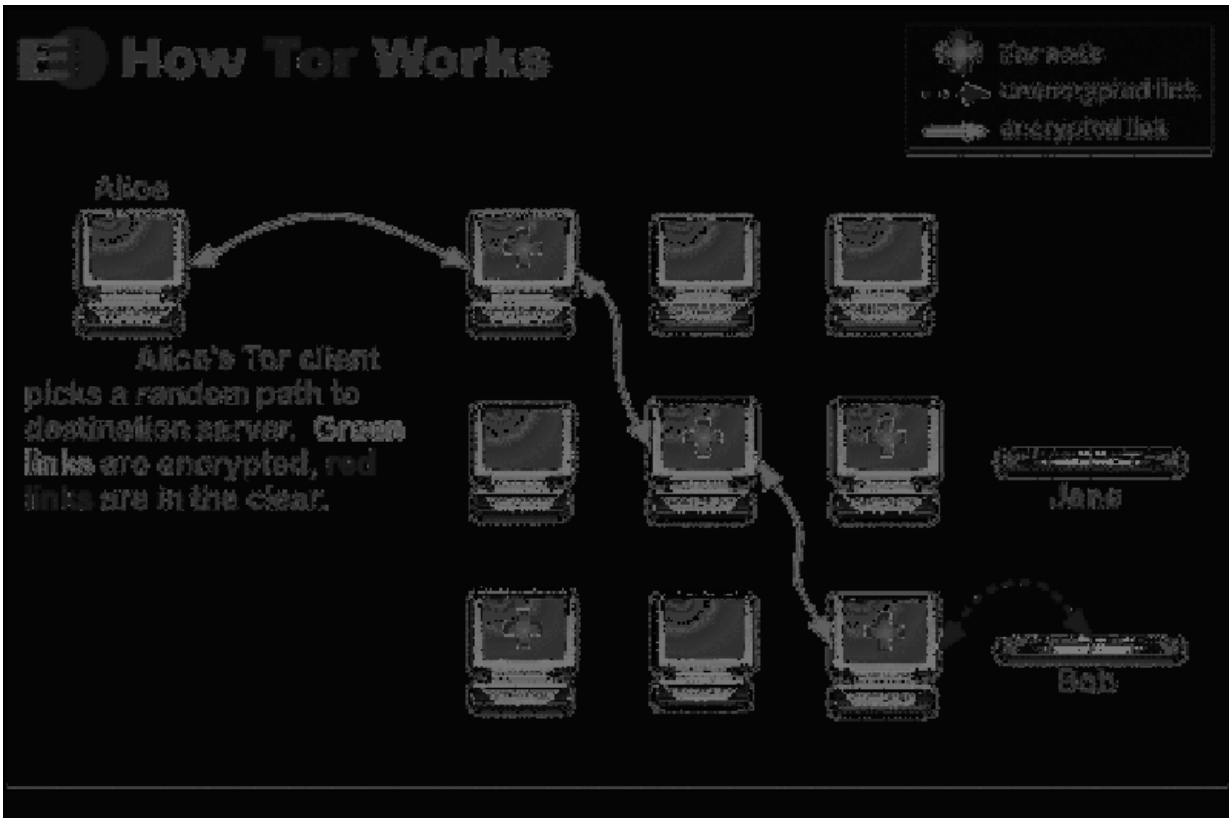 E How Tor Works
Tor node
unencrypted link
encrypted link
Alice
Alice's Tor client
picks a random path to
destination server. Green
links are encrypted, red
links are in the clear.
Jane
Bob